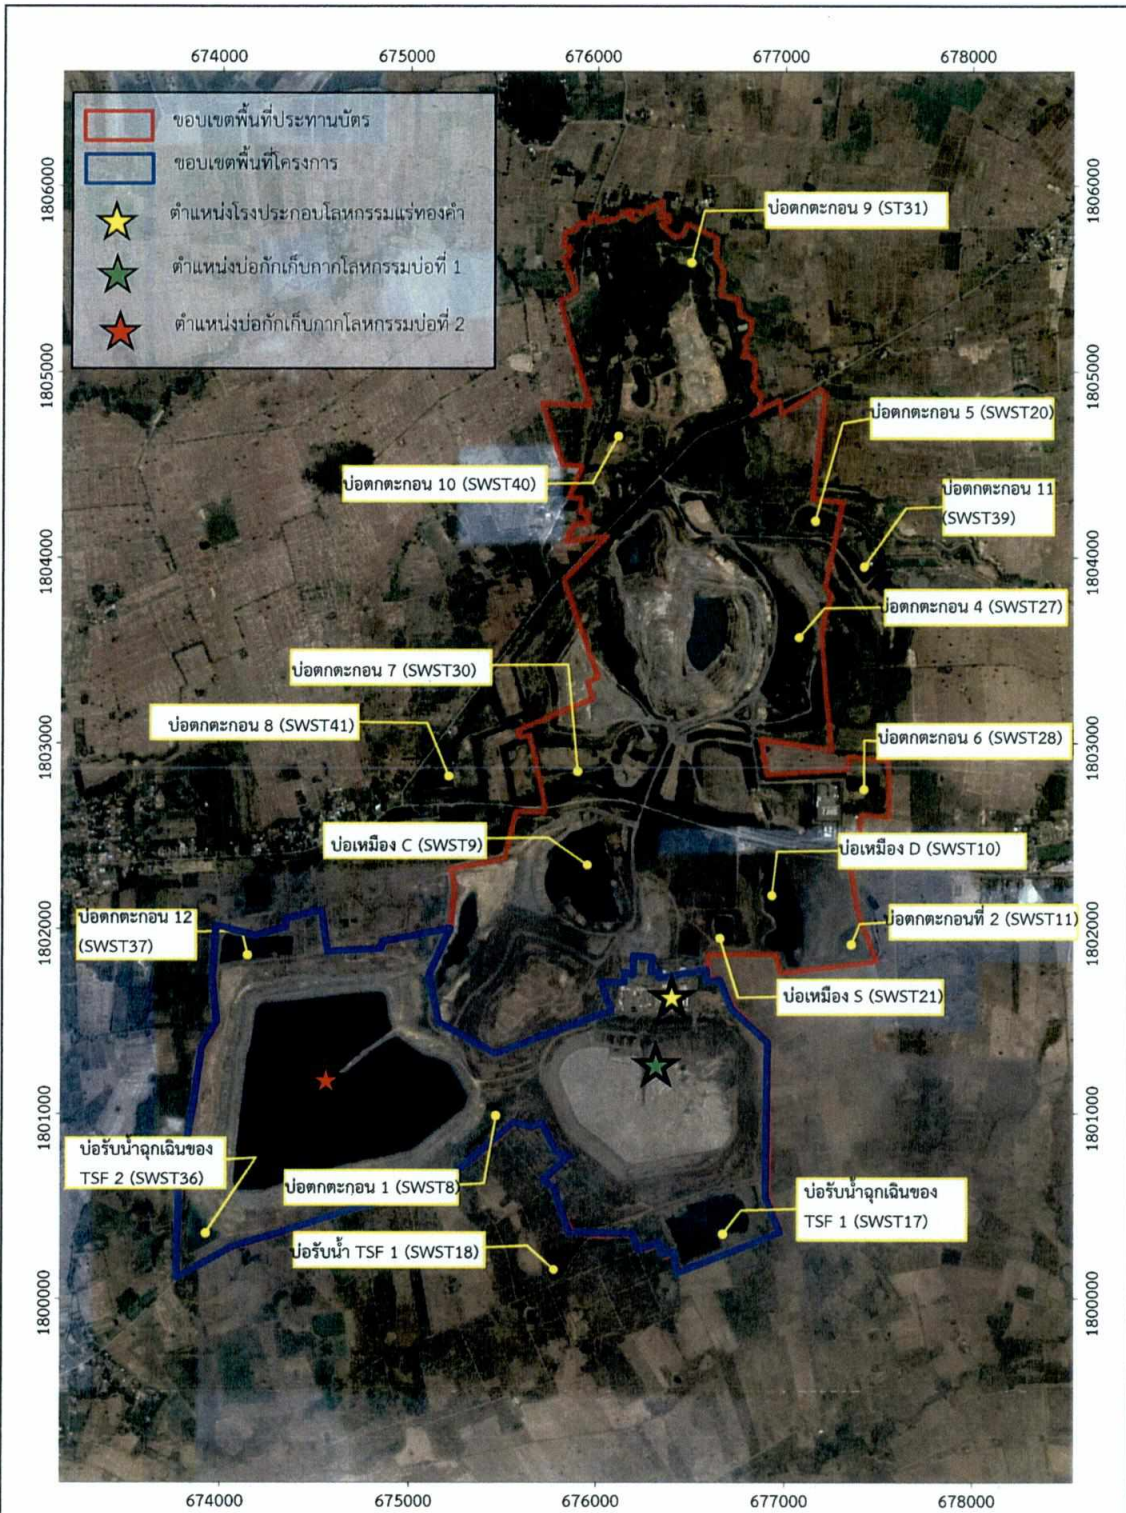 674000 675000 676000 677000 678000
ขอบเขตพื้นที่ประทานบัตร
ขอบเขตพื้นที่โครงการ
ตำแหน่งโรงประกอบโลหกรรมแร่ทองคำ
ตำแหน่งบ่อกักเก็บกากโลหกรรมบ่อที่ 1
ตำแหน่งบ่อกักเก็บกากโลหกรรมบ่อที่ 2
1806000
1806000
บ่อตกตะกอน 9 (ST31)
1805000
1805000
บ่อตกตะกอน 5 (SWST20)
บ่อตกตะกอน 10 (SWST40)
บ่อตกตะกอน 11
(SWST39)
1804000
1804000
บ่อตกตะกอน 4 (SWST27)
บ่อตกตะกอน 7 (SWST30)
บ่อตกตะกอน 8 (SWST41)
1803000
1803000
บ่อตกตะกอน 6 (SWST28)
บ่อเหมือง C (SWST9)
บ่อเหมือง D (SWST10)
บ่อตกตะกอน 12
(SWST37)
1802000
1802000
บ่อตกตะกอนที่ 2 (SWST11)
บ่อเหมือง S (SWST21)
1801000
1801000
บ่อรับน้ำฉุกเฉินของ
TSF 2 (SWST36)
บ่อตกตะกอน 1 (SWST8)
บ่อรับน้ำฉุกเฉินของ
TSF 1 (SWST17)
บ่อรับน้ำ TSF 1 (SWST18)
1800000
1800000
674000 675000 676000 677000 678000